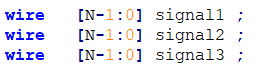 wire   [N-1:0] signal1 ;
wire   [N-1:0] signal2 ;
wire   [N-1:0] signal3 ;